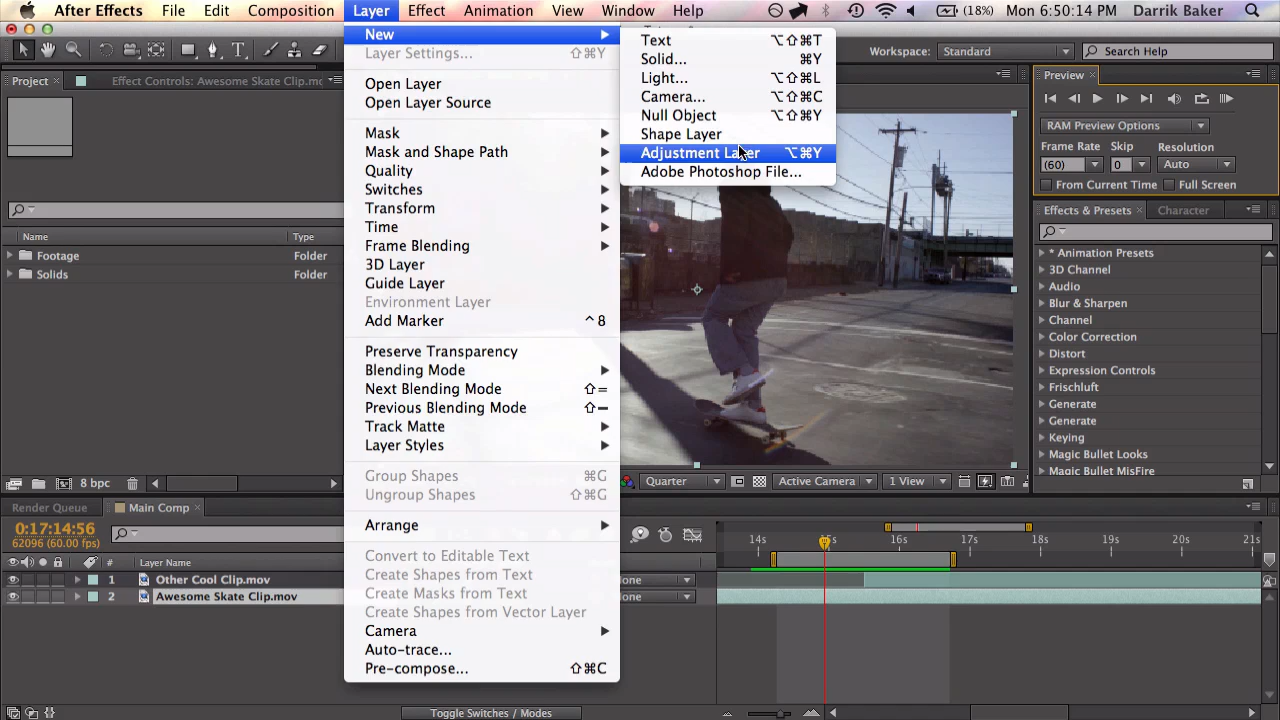 After Effects File Edit Composition Layer Effect Animation View Window Help (18%) Mon 6:50:14 PM Darrik Baker
Workspace: Standard Search Help
Project × Effect Controls: Awesome Skate Clip.mov
Name Type
Footage Folder
Solids Folder
8 bpc
New
Layer Settings... ⇧⌘Y
Open Layer
Open Layer Source
Mask
Mask and Shape Path
Quality
Switches
Transform
Time
Frame Blending
3D Layer
Guide Layer
Environment Layer
Add Marker ^8
Preserve Transparency
Blending Mode
Next Blending Mode ⇧=
Previous Blending Mode ⇧−
Track Matte
Layer Styles
Group Shapes ⌘G
Ungroup Shapes ⇧⌘G
Arrange
Convert to Editable Text
Create Shapes from Text
Create Masks from Text
Create Shapes from Vector Layer
Camera
Auto-trace...
Pre-compose... ⇧⌘C
Text ⌥⇧⌘T
Solid... ⌘Y
Light... ⌥⇧⌘L
Camera... ⌥⇧⌘C
Null Object ⌥⇧⌘Y
Shape Layer
Adjustment Layer ⌥⌘Y
Adobe Photoshop File...
Quarter Active Camera 1 View
Preview ×
RAM Preview Options
Frame Rate Skip Resolution
(60) 0 Auto
From Current Time Full Screen
Effects & Presets × Character
* Animation Presets
3D Channel
Audio
Blur & Sharpen
Channel
Color Correction
Distort
Expression Controls
Frischluft
Generate
Generate
Keying
Magic Bullet Looks
Magic Bullet MisFire
Render Queue Main Comp ×
0:17:14:56
62096 (60.00 fps)
# Layer Name
1 Other Cool Clip.mov
2 Awesome Skate Clip.mov
14s 16s 17s 18s 19s 20s 21s
Toggle Switches / Modes